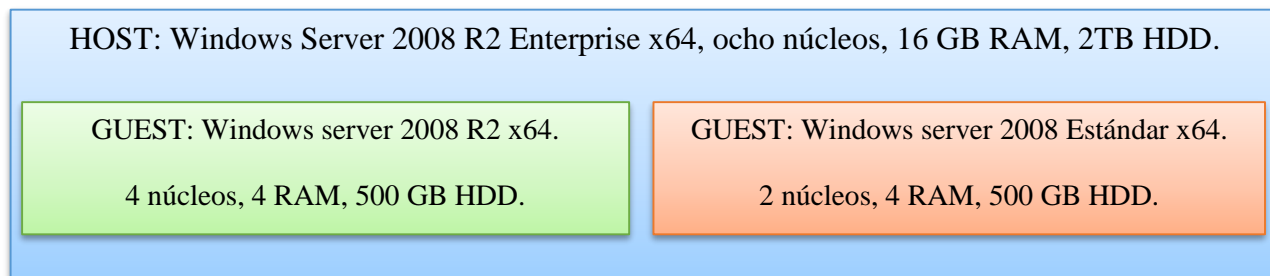 HOST: Windows Server 2008 R2 Enterprise x64, ocho núcleos, 16 GB RAM, 2TB HDD.
GUEST: Windows server 2008 R2 x64.
4 núcleos, 4 RAM, 500 GB HDD.
GUEST: Windows server 2008 Estándar x64.
2 núcleos, 4 RAM, 500 GB HDD.